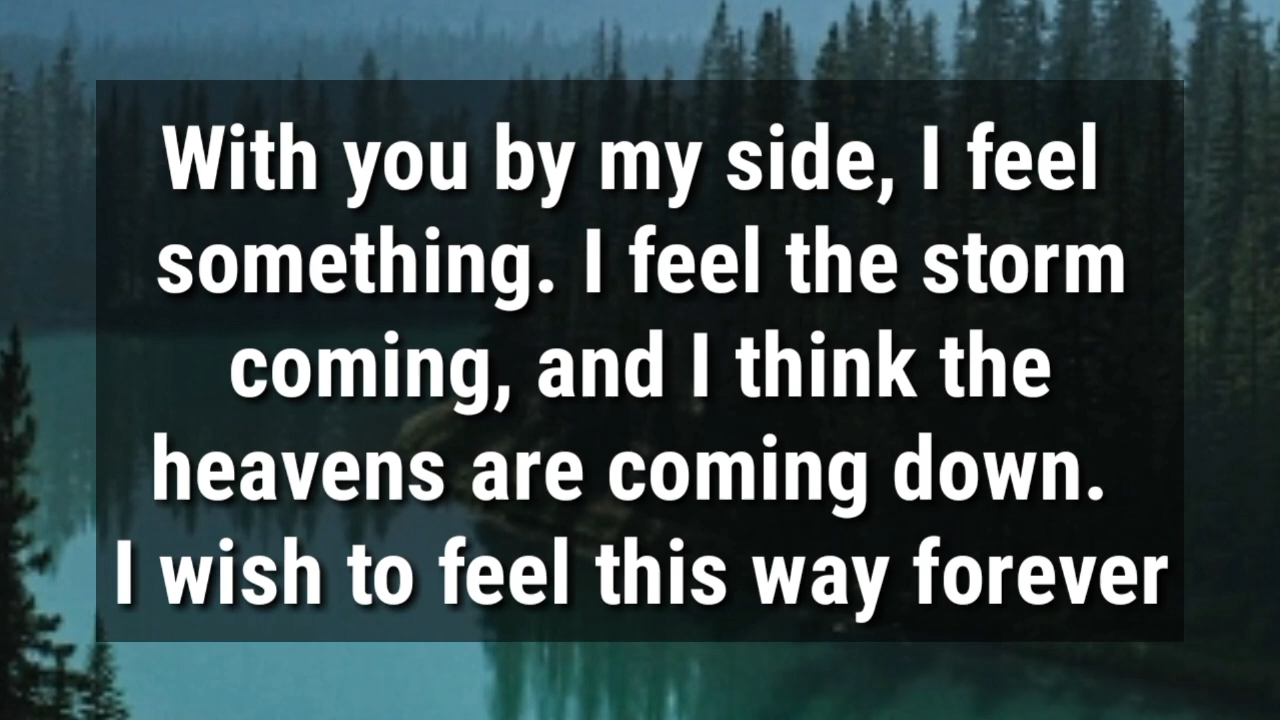 With you by my side, I feel
something. I feel the storm
coming, and I think the
heavens are coming down.
I wish to feel this way forever